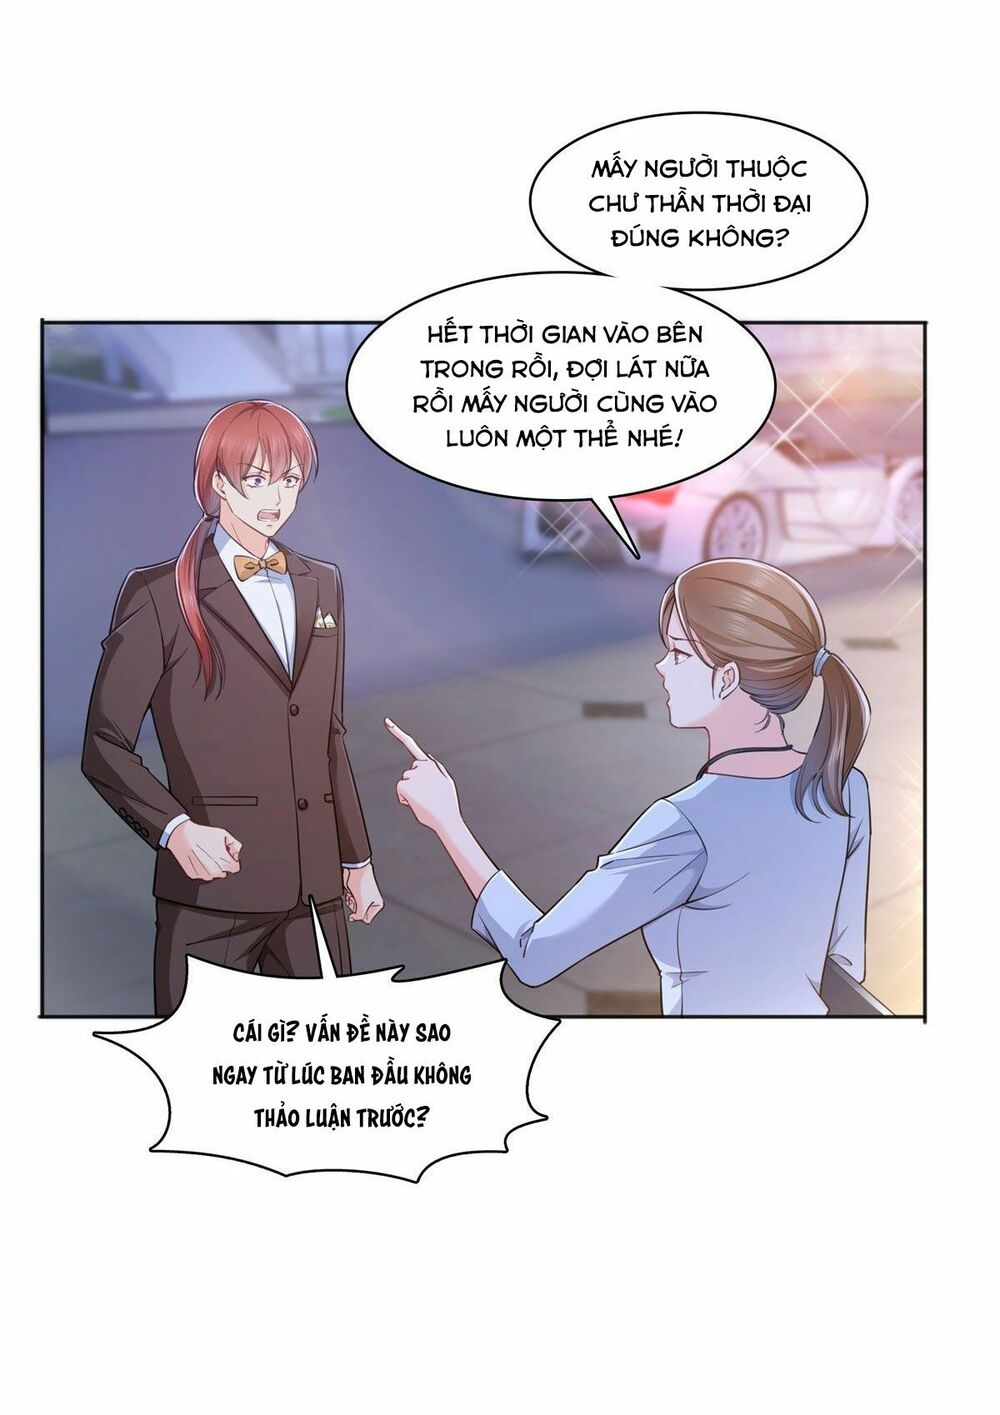 MẤY NGƯỜI THUỘC
CHƯ THẦN THỜI ĐẠI
ĐÚNG KHÔNG?
HẾT THỜI GIAN VÀO BÊN
TRONG RỒI, ĐỢI LÁT NỮA
RỒI MẤY NGƯỜI CÙNG VÀO
LUÔN MỘT THỂ NHÉ!
CÁI GÌ? VẤN ĐỀ NÀY SAO
NGAY TỪ LÚC BAN ĐẦU KHÔNG
THẢO LUẬN TRƯỚC?